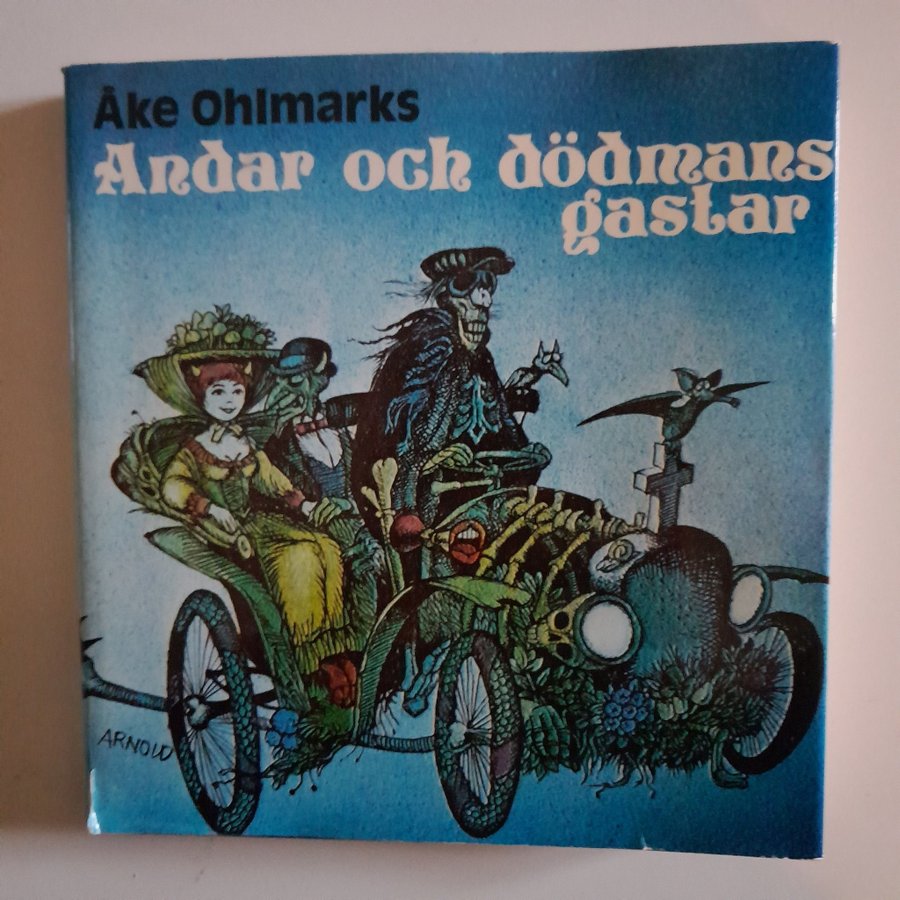 Åke Ohlmarks
Andar och dödmans
gastar
ARNOLD